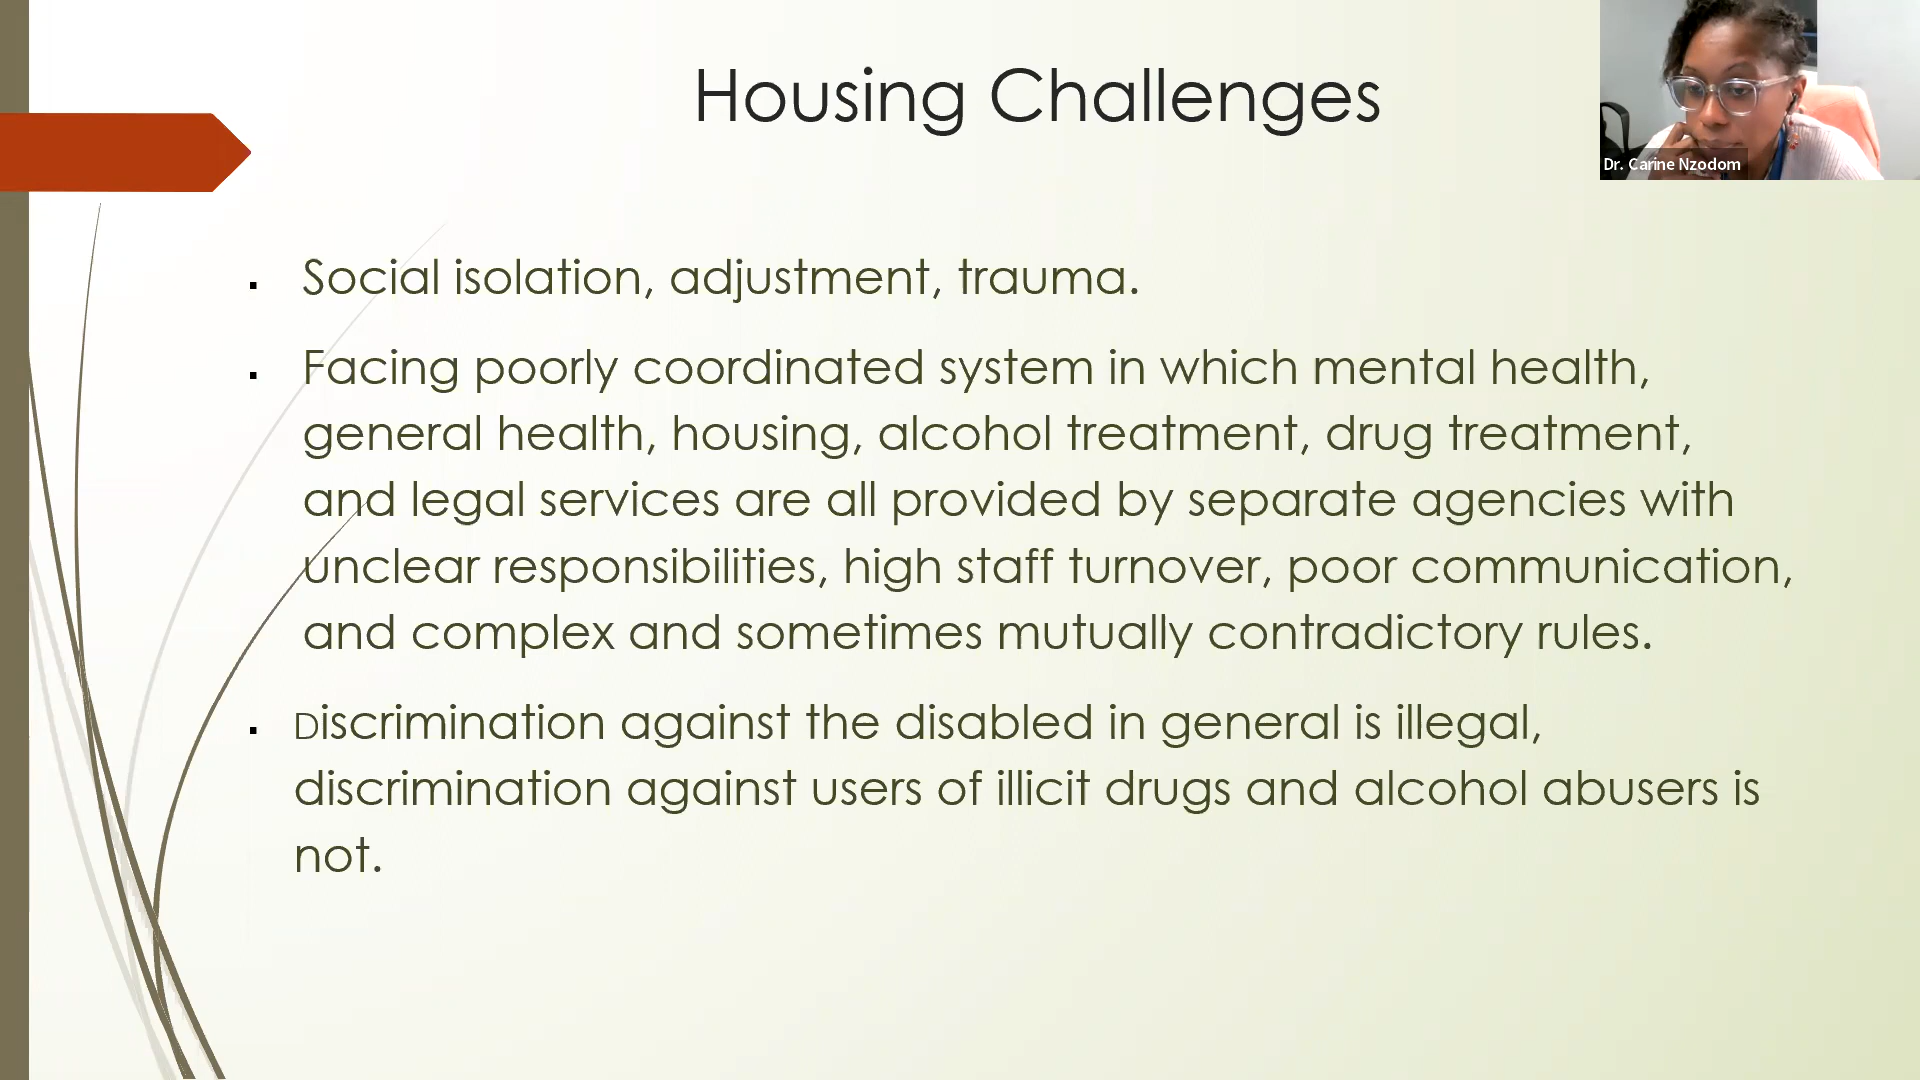 Housing Challenges
Dr. Carine Nzodom
▪ Social isolation, adjustment, trauma.
▪ Facing poorly coordinated system in which mental health,
general health, housing, alcohol treatment, drug treatment,
and legal services are all provided by separate agencies with
unclear responsibilities, high staff turnover, poor communication,
and complex and sometimes mutually contradictory rules.
▪ Discrimination against the disabled in general is illegal,
discrimination against users of illicit drugs and alcohol abusers is
not.